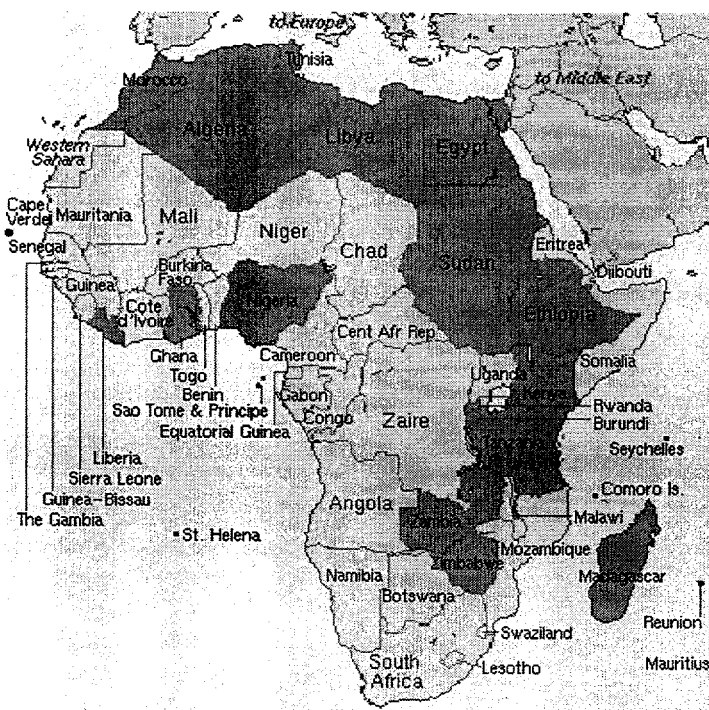 to Europe
Tunisia
Morocco
to Middle East
Algeria
Libya
Egypt
Western
Sahara
Cape
Verde
Mauritania
Mali
Niger
Chad
Sudan
Eritrea
Senegal
Djibouti
Burkina
Faso
Guinea
Nigeria
Ethiopia
Cote
d'Ivoire
Cent Afr Rep
Ghana
Cameroon
Somalia
Togo
Uganda
Benin
Kenya
Gabon
Rwanda
Sao Tome & Principe
Congo
Zaire
Burundi
Equatorial Guinea
Tanzania
Seychelles
Liberia
Sierra Leone
Guinea-Bissau
Comoro Is.
The Gambia
Angola
Zambia
Malawi
St. Helena
Mozambique
Zimbabwe
Namibia
Madagascar
Botswana
Reunion
Swaziland
South
Africa
Lesotho
Mauritius